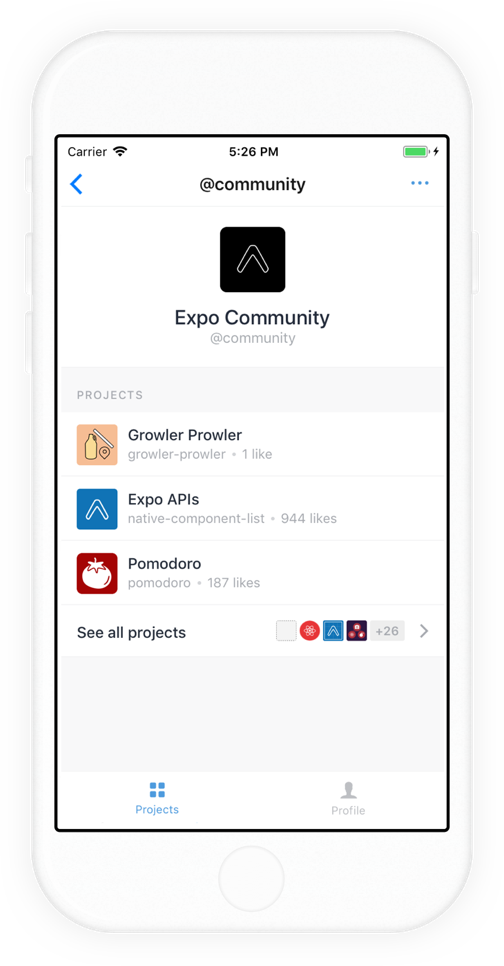 Carrier 5:26 PM
@community
Expo Community
@community
PROJECTS
Growler Prowler
growler-prowler • 1 like
Expo APIs
native-component-list • 944 likes
Pomodoro
pomodoro • 187 likes
See all projects +26
Projects Profile